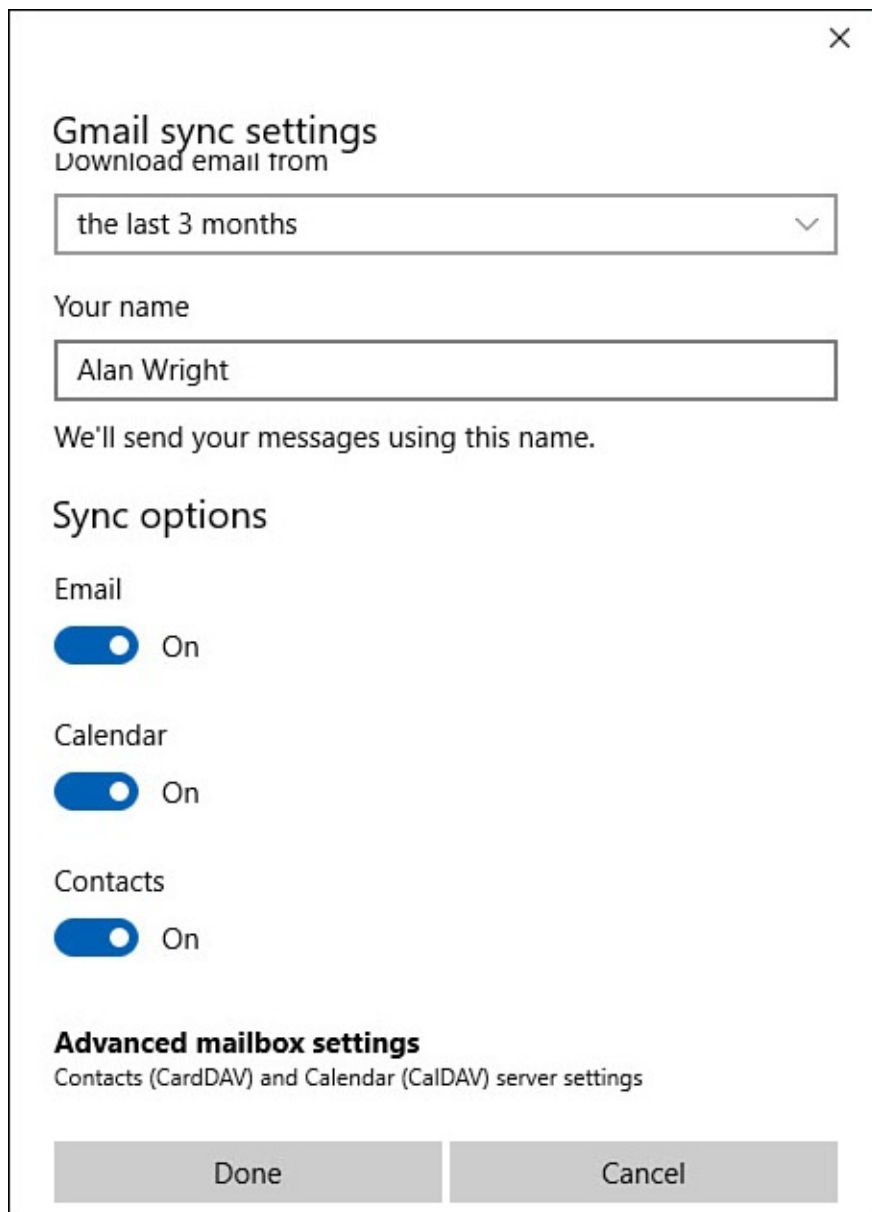 Gmail sync settings
Download email from
the last 3 months
Your name
Alan Wright
We'll send your messages using this name.
Sync options
Email
On
Calendar
On
Contacts
On
Advanced mailbox settings
Contacts (CardDAV) and Calendar (CalDAV) server settings
Done
Cancel